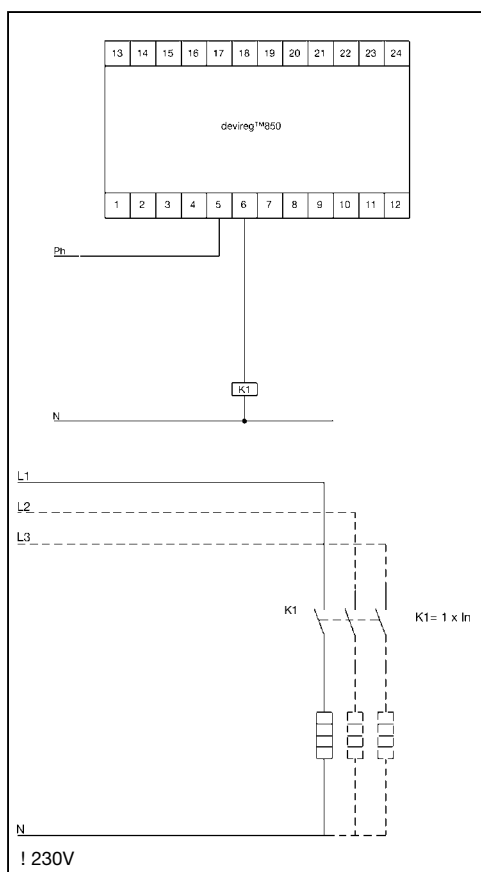 13 14 15 16 17 18 19 20 21 22 23 24
devireg™850
1 2 3 4 5 6 7 8 9 10 11 12
Ph
K1
N
L1
L2
L3
K1
K1= 1 x In
N
! 230V